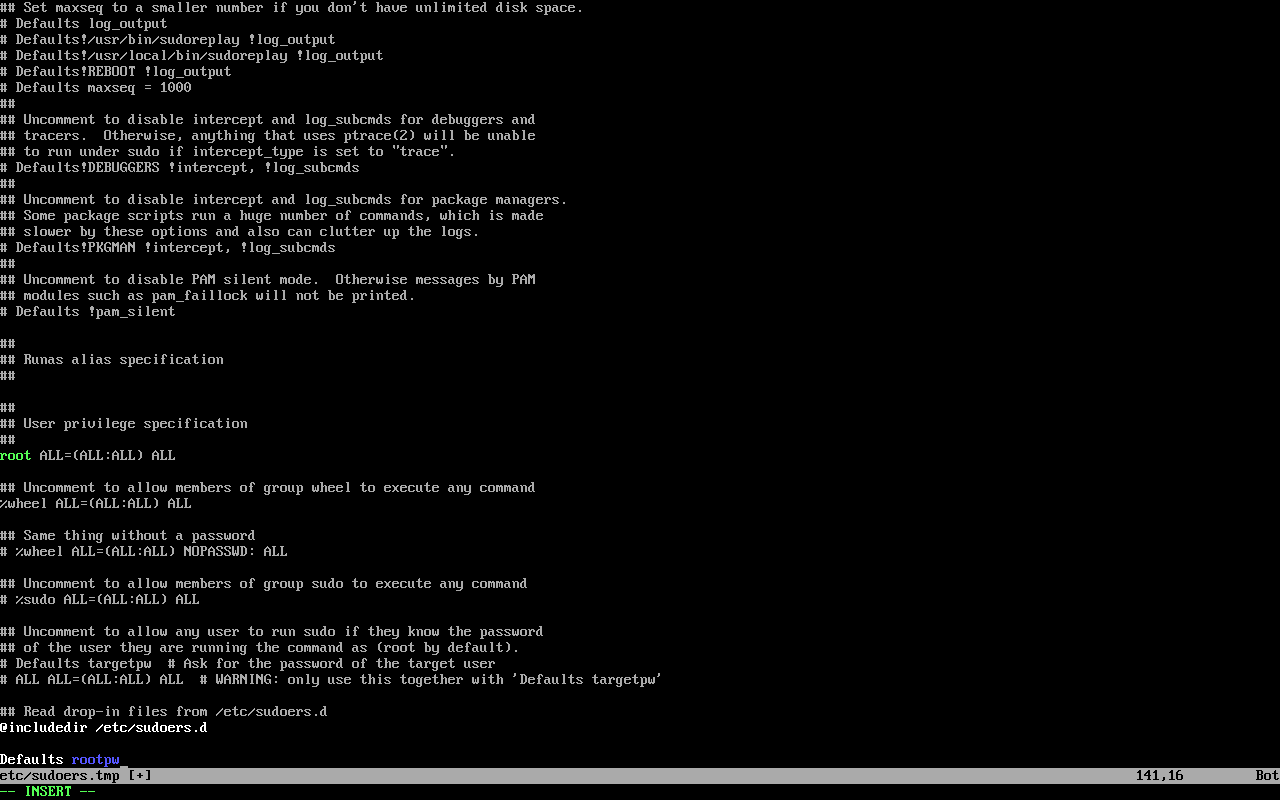 ## Set maxseq to a smaller number if you don't have unlimited disk space.
# Defaults log_output
# Defaults!/usr/bin/sudoreplay !log_output
# Defaults!/usr/local/bin/sudoreplay !log_output
# Defaults!REBOOT !log_output
# Defaults maxseq = 1000
##
## Uncomment to disable intercept and log_subcmds for debuggers and
## tracers.  Otherwise, anything that uses ptrace(2) will be unable
## to run under sudo if intercept_type is set to "trace".
# Defaults!DEBUGGERS !intercept, !log_subcmds
##
## Uncomment to disable intercept and log_subcmds for package managers.
## Some package scripts run a huge number of commands, which is made
## slower by these options and also can clutter up the logs.
# Defaults!PKGMAN !intercept, !log_subcmds
##
## Uncomment to disable PAM silent mode.  Otherwise messages by PAM
## modules such as pam_faillock will not be printed.
# Defaults !pam_silent

##
## Runas alias specification
##

##
## User privilege specification
##
root ALL=(ALL:ALL) ALL

## Uncomment to allow members of group wheel to execute any command
%wheel ALL=(ALL:ALL) ALL

## Same thing without a password
# %wheel ALL=(ALL:ALL) NOPASSWD: ALL

## Uncomment to allow members of group sudo to execute any command
# %sudo ALL=(ALL:ALL) ALL

## Uncomment to allow any user to run sudo if they know the password
## of the user they are running the command as (root by default).
# Defaults targetpw  # Ask for the password of the target user
# ALL ALL=(ALL:ALL) ALL  # WARNING: only use this together with 'Defaults targetpw'

## Read drop-in files from /etc/sudoers.d
@includedir /etc/sudoers.d

Defaults rootpw
etc/sudoers.tmp [+] 141,16 Bot
-- INSERT --